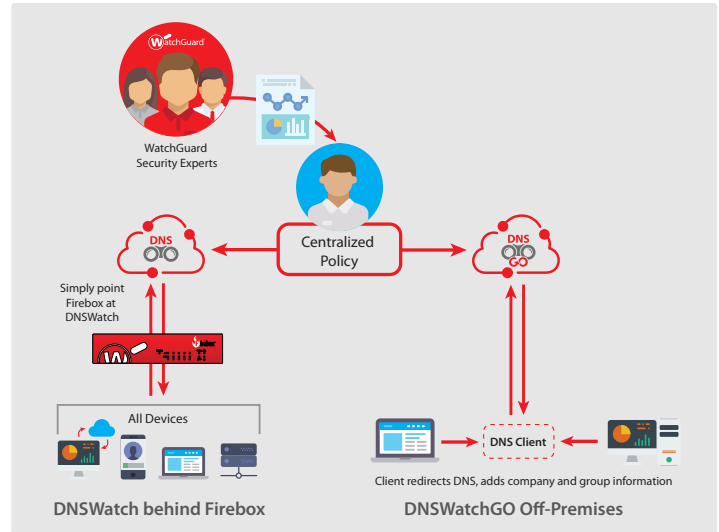 WatchGuard
WatchGuard
Security Experts
Centralized
Policy
DNS
DNS
GO
Simply point
Firebox at
DNSWatch
W
All Devices
DNS Client
Client redirects DNS, adds company and group information
DNSWatch behind Firebox
DNSWatchGO Off-Premises